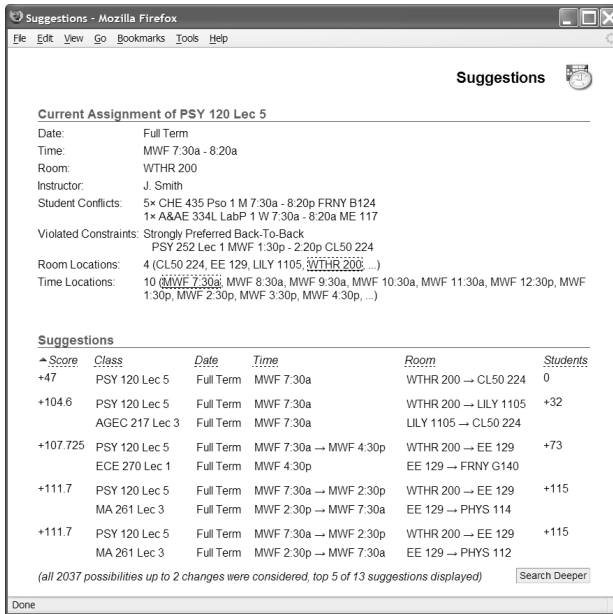 Suggestions - Mozilla Firefox
File Edit View Go Bookmarks Tools Help
Suggestions
Current Assignment of PSY 120 Lec 5
Date: Full Term
Time: MWF 7:30a - 8:20a
Room: WTHR 200
Instructor: J. Smith
Student Conflicts: 5× CHE 435 Pso 1 M 7:30a - 8:20p FRNY B124
1× A&AE 334L LabP 1 W 7:30a - 8:20a ME 117
Violated Constraints: Strongly Preferred Back-To-Back
PSY 252 Lec 1 MWF 1:30p - 2:20p CL50 224
Room Locations: 4 (CL50 224, EE 129, LILY 1105, WTHR 200, ...)
Time Locations: 10 (MWF 7:30a, MWF 8:30a, MWF 9:30a, MWF 10:30a, MWF 11:30a, MWF 12:30p, MWF
1:30p, MWF 2:30p, MWF 3:30p, MWF 4:30p, ...)
Suggestions
Score Class Date Time Room Students
+47 PSY 120 Lec 5 Full Term MWF 7:30a WTHR 200 → CL50 224 0
+104.6 PSY 120 Lec 5 Full Term MWF 7:30a WTHR 200 → LILY 1105 +32
AGEC 217 Lec 3 Full Term MWF 7:30a LILY 1105 → CL50 224
+107.725 PSY 120 Lec 5 Full Term MWF 7:30a → MWF 4:30p WTHR 200 → EE 129 +73
ECE 270 Lec 1 Full Term MWF 4:30p EE 129 → FRNY G140
+111.7 PSY 120 Lec 5 Full Term MWF 7:30a → MWF 2:30p WTHR 200 → EE 129 +115
MA 261 Lec 3 Full Term MWF 2:30p → MWF 7:30a EE 129 → PHYS 114
+111.7 PSY 120 Lec 5 Full Term MWF 7:30a → MWF 2:30p WTHR 200 → EE 129 +115
MA 261 Lec 3 Full Term MWF 2:30p → MWF 7:30a EE 129 → PHYS 112
(all 2037 possibilities up to 2 changes were considered, top 5 of 13 suggestions displayed) Search Deeper
Done